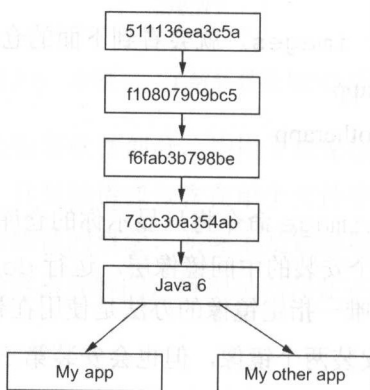 511136ea3c5a
f10807909bc5
f6fab3b798be
7ccc30a354ab
Java 6
My app
My other app